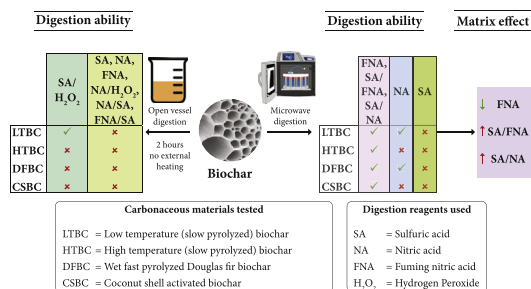 Digestion ability
Digestion ability
Matrix effect
SA/
H₂O₂
SA, NA,
FNA,
NA/H₂O₂,
NA/SA,
FNA/SA
LTBC ✓ ×
HTBC × ×
DFBC × ×
CSBC × ×
Open vessel
digestion
2 hours
no external
heating
Biochar
Microwave
digestion
FNA,
SA/
FNA,
SA/
NA
NA
SA
LTBC ✓ ✓ ×
HTBC ✓ × ×
DFBC ✓ ✓ ×
CSBC ✓ × ×
↓ FNA
↑ SA/FNA
↑ SA/NA
Carbonaceous materials tested
LTBC = Low temperature (slow pyrolyzed) biochar
HTBC = High temperature (slow pyrolyzed) biochar
DFBC = Wet fast pyrolyzed Douglas fir biochar
CSBC = Coconut shell activated biochar
Digestion reagents used
SA = Sulfuric acid
NA = Nitric acid
FNA = Fuming nitric acid
H₂O₂ = Hydrogen Peroxide